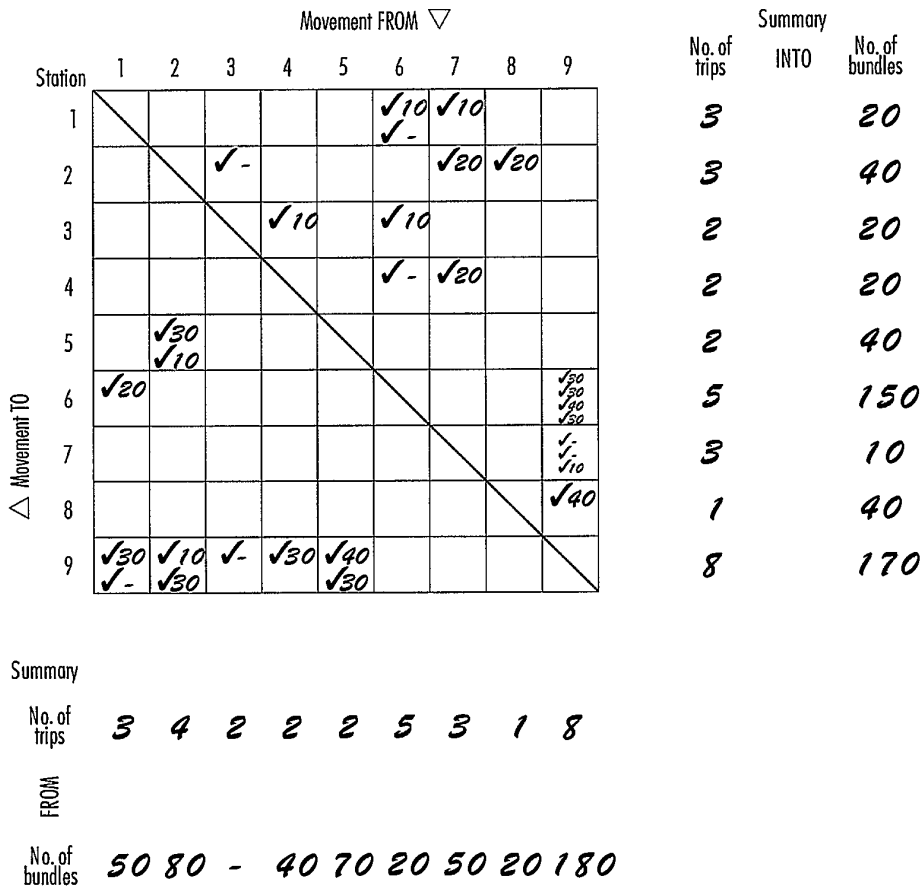 Movement FROM ▽
Summary
No. of trips INTO No. of bundles
Station 1 2 3 4 5 6 7 8 9
1 ✓10 ✓10 3 20
✓-
2 ✓- ✓20 ✓20 3 40
3 ✓10 ✓10 2 20
4 ✓- ✓20 2 20
5 ✓30 2 40
✓10
6 ✓20 ✓30 5 150
✓30
✓40
✓30
7 ✓- 3 10
✓-
✓10
8 ✓40 1 40
9 ✓30 ✓10 ✓- ✓30 ✓40 8 170
✓- ✓30 ✓30
△ Movement TO
Summary
No. of trips 3 4 2 2 2 5 3 1 8
FROM
No. of bundles 50 80 - 40 70 20 50 20 180